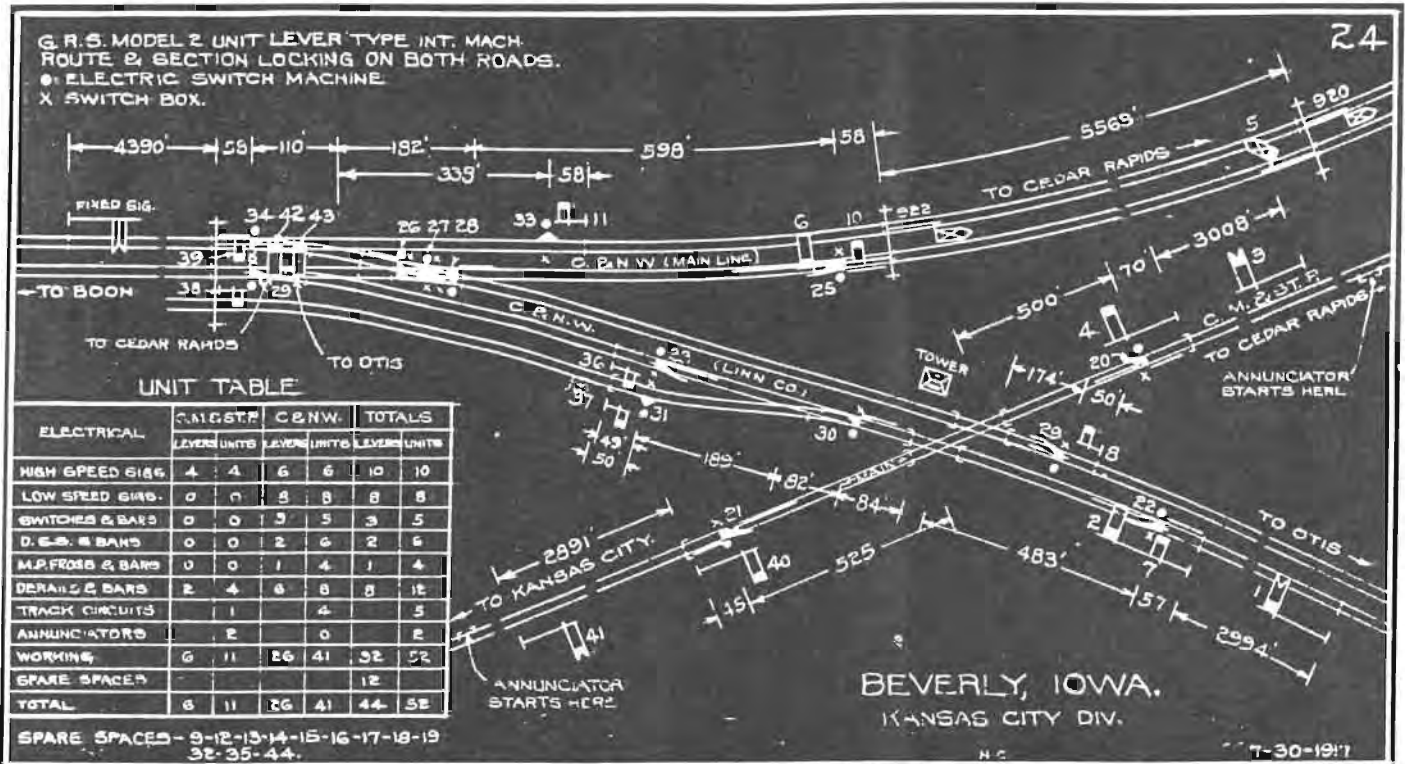 24
G.R.S. MODEL 2 UNIT LEVER TYPE INT. MACH.
ROUTE & SECTION LOCKING ON BOTH ROADS.
ELECTRIC SWITCH MACHINE
X SWITCH BOX.
4390' 58 110' 182' 598' 58 5569'
339' 58'
920
5
TO CEDAR RAPIDS
FIXED SIG.
34 42 43
26 27 28
33
11
6
10
922
C. & N.W. (MAIN LINE)
39
25
TO BOON
38
29
TO CEDAR RAPIDS
TO OTIS
C. & N.W.
(LINN CO.)
3008'
70'
500'
3
4
C. M. & ST. P.
TO CEDAR RAPIDS
20
TOWER
174'
50'
ANNUNCIATOR
STARTS HERE
36
37
31
30
29
8
49'
50'
189'
82'
84'
MAIN
22
2
7
1
TO OTIS
2891'
21
40
525
45
483'
57
2994'
TO KANSAS CITY.
41
ANNUNCIATOR
STARTS HERE
UNIT TABLE
ELECTRICAL C.M.&ST.P. C&N.W. TOTALS
LEVERS UNITS LEVERS UNITS LEVERS UNITS
HIGH SPEED SIGS. 4 4 6 6 10 10
LOW SPEED SIGS. 0 0 8 8 8 8
SWITCHES & BARS 0 0 3 5 3 5
D.S.S. & BARS 0 0 2 6 2 6
M.P. FROGS & BARS 0 0 1 4 1 4
DERAILS & BARS 2 4 6 8 8 12
TRACK CIRCUITS 1 4 5
ANNUNCIATORS 2 0 2
WORKING 6 11 26 41 32 52
SPARE SPACES 12
TOTAL 6 11 26 41 44 52
SPARE SPACES - 9-12-13-14-15-16-17-18-19
32-35-44.
BEVERLY, IOWA.
KANSAS CITY DIV.
7-30-1917